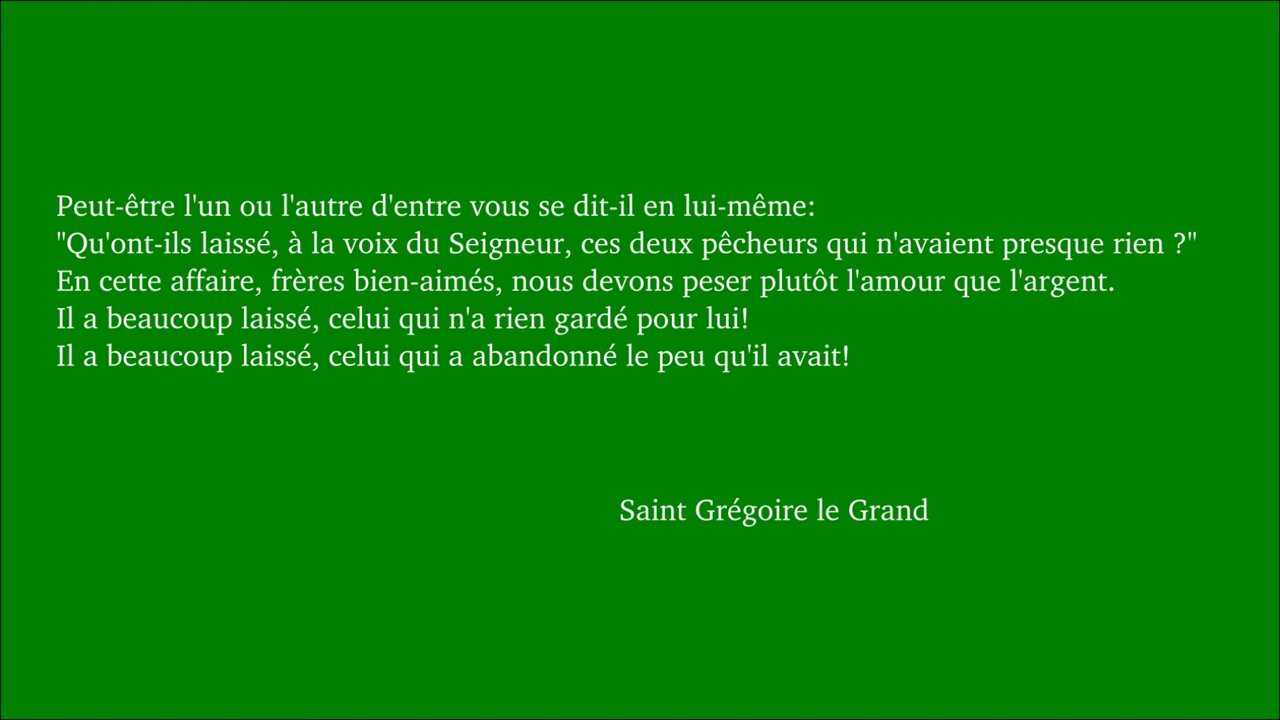 Peut-être l'un ou l'autre d'entre vous se dit-il en lui-même:
"Qu'ont-ils laissé, à la voix du Seigneur, ces deux pêcheurs qui n'avaient presque rien ?"
En cette affaire, frères bien-aimés, nous devons peser plutôt l'amour que l'argent.
Il a beaucoup laissé, celui qui n'a rien gardé pour lui!
Il a beaucoup laissé, celui qui a abandonné le peu qu'il avait!
Saint Grégoire le Grand